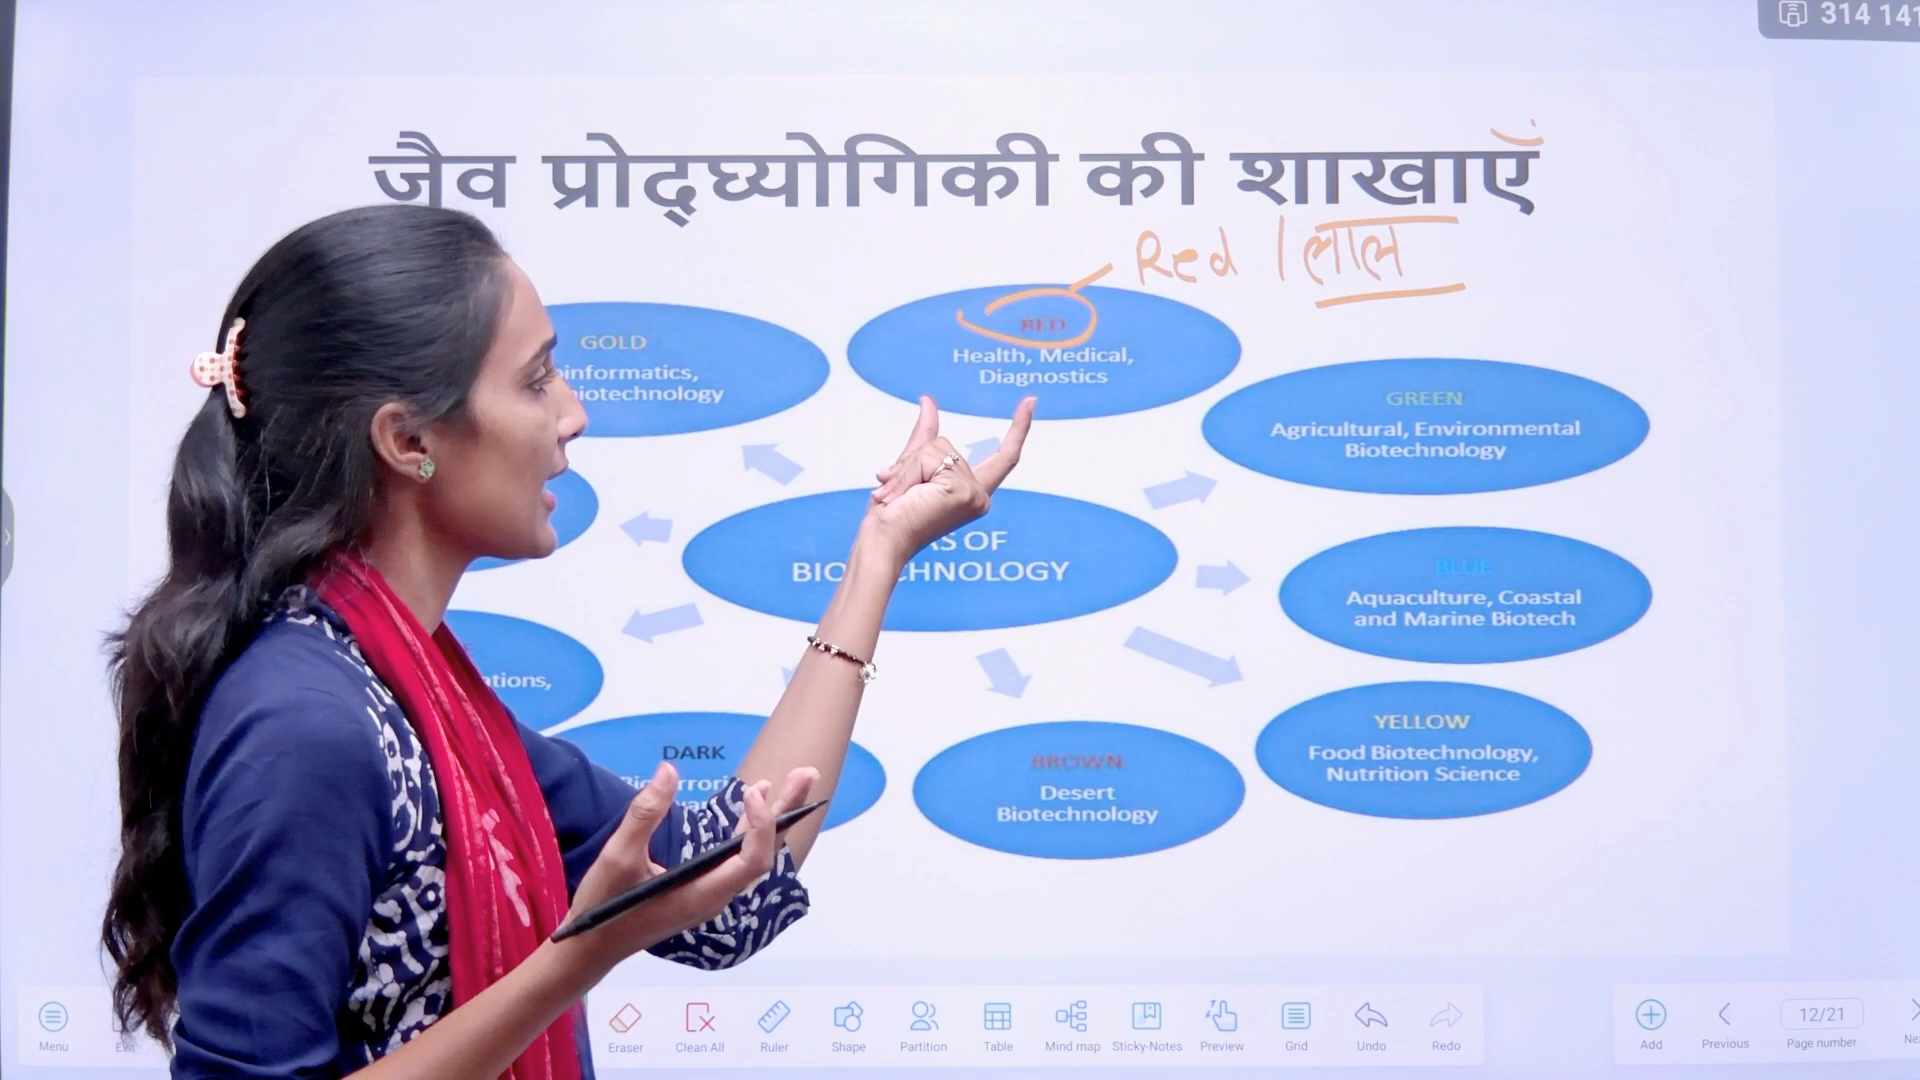 314 141
जैव प्रोद्घ्योगिकी की शाखाएँ
Red / लाल
GOLD
RED
Health, Medical,
Diagnostics
GREEN
Agricultural, Environmental
Biotechnology
OF
BLUE
Aquaculture, Coastal
and Marine Biotech
YELLOW
Food Biotechnology,
Nutrition Science
DARK
BROWN
Desert
Biotechnology
Menu
Eraser
Clean All
Ruler
Shape
Partition
Table
Mind map
Sticky-Notes
Preview
Grid
Undo
Redo
Add
Previous
12/21
Page number